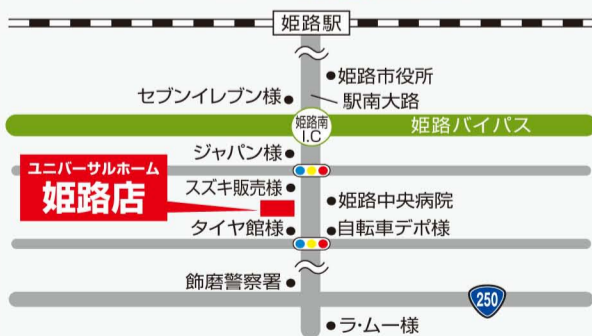 姫路駅
姫路市役所
セブンイレブン様
駅南大路
姫路南
I.C
姫路バイパス
ジャパン様
ユニバーサルホーム
姫路店
スズキ販売様
姫路中央病院
タイヤ館様
自転車デポ様
飾磨警察署
250
ラ・ムー様